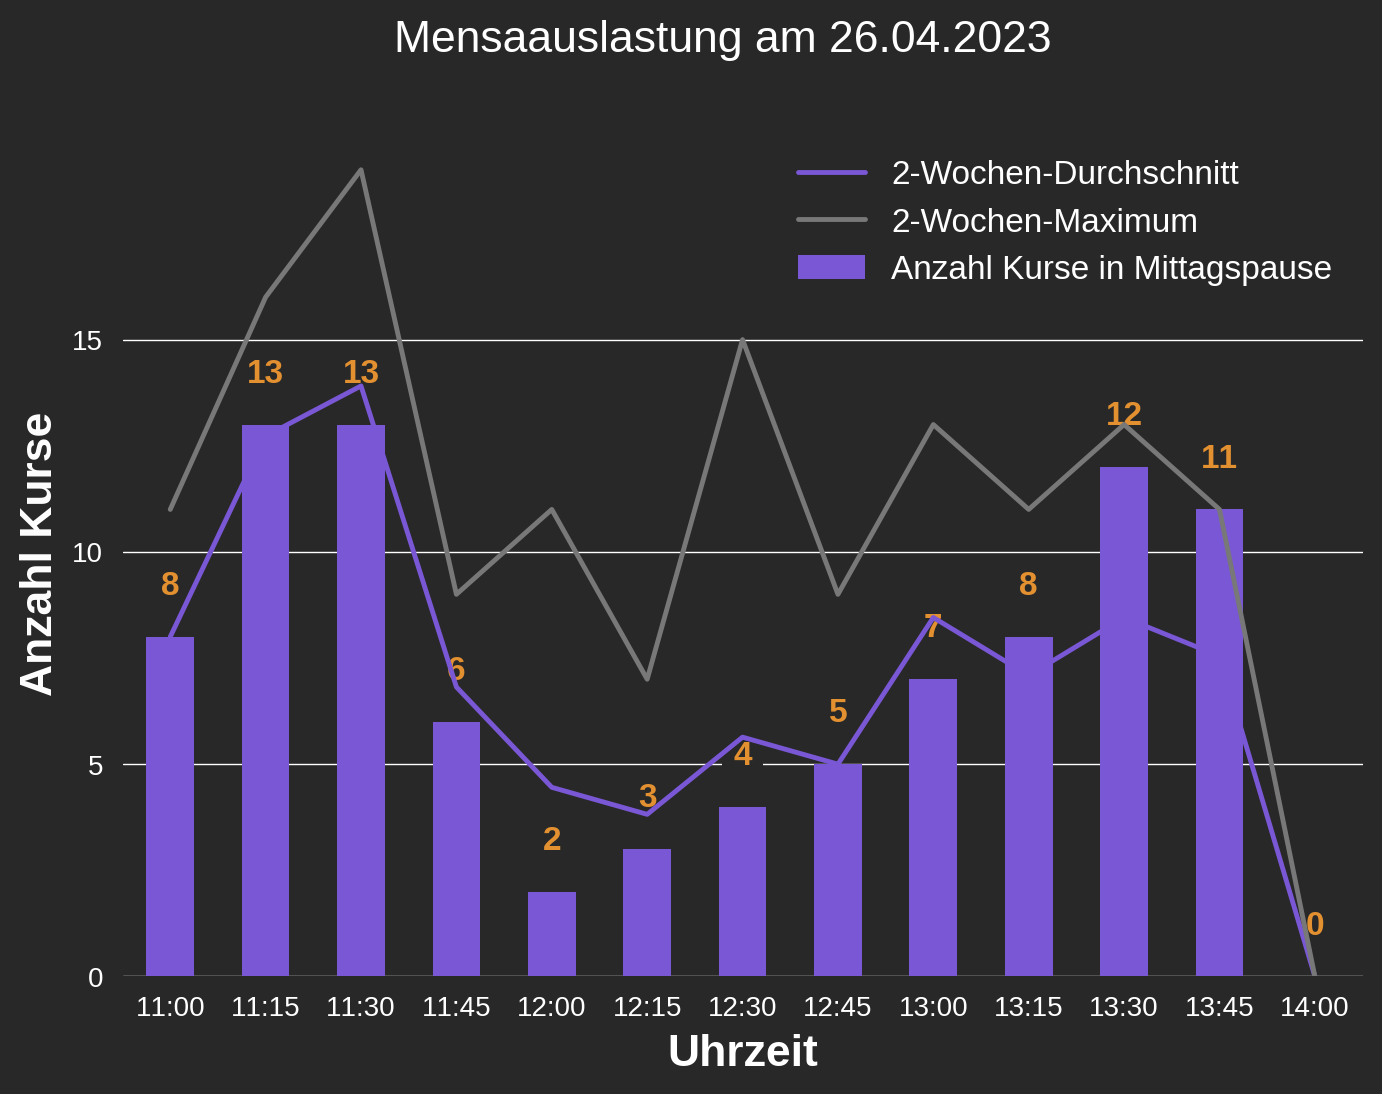 Mensaauslastung am 26.04.2023
2-Wochen-Durchschnitt
2-Wochen-Maximum
Anzahl Kurse in Mittagspause
Anzahl Kurse
15
10
5
0
8
13
13
6
2
3
4
5
7
8
12
11
0
11:00 11:15 11:30 11:45 12:00 12:15 12:30 12:45 13:00 13:15 13:30 13:45 14:00
Uhrzeit